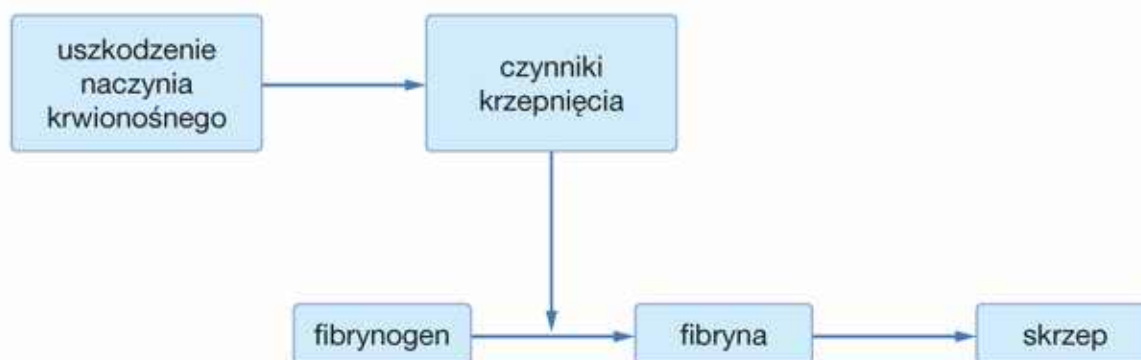 uszkodzenie
naczynia
krwionośnego
czynniki
krzepnięcia
fibrynogen
fibryna
skrzep